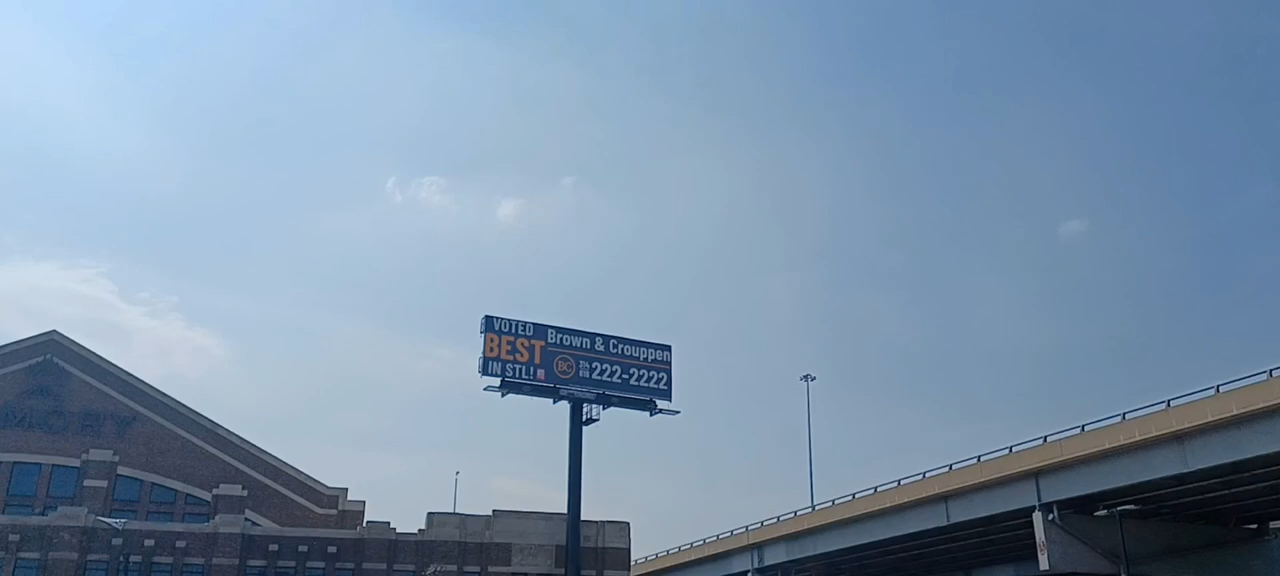 VOTED
BEST
IN STL!
Brown & Crouppen
BC
314
618
222-2222